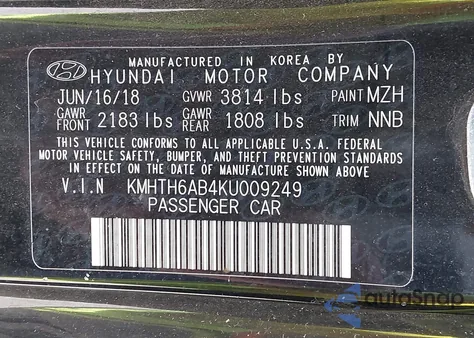 MANUFACTURED IN KOREA BY
HYUNDAI MOTOR COMPANY
JUN/16/18 GVWR 3814 lbs PAINT MZH
GAWR FRONT 2183 lbs GAWR REAR 1808 lbs TRIM NNB
THIS VEHICLE CONFORMS TO ALL APPLICABLE U.S.A. FEDERAL
MOTOR VEHICLE SAFETY, BUMPER, AND THEFT PREVENTION STANDARDS
IN EFFECT ON THE DATE OF MANUFACTURE SHOWN ABOVE
V.I.N KMHTH6AB4KU009249
PASSENGER CAR
autoSnap